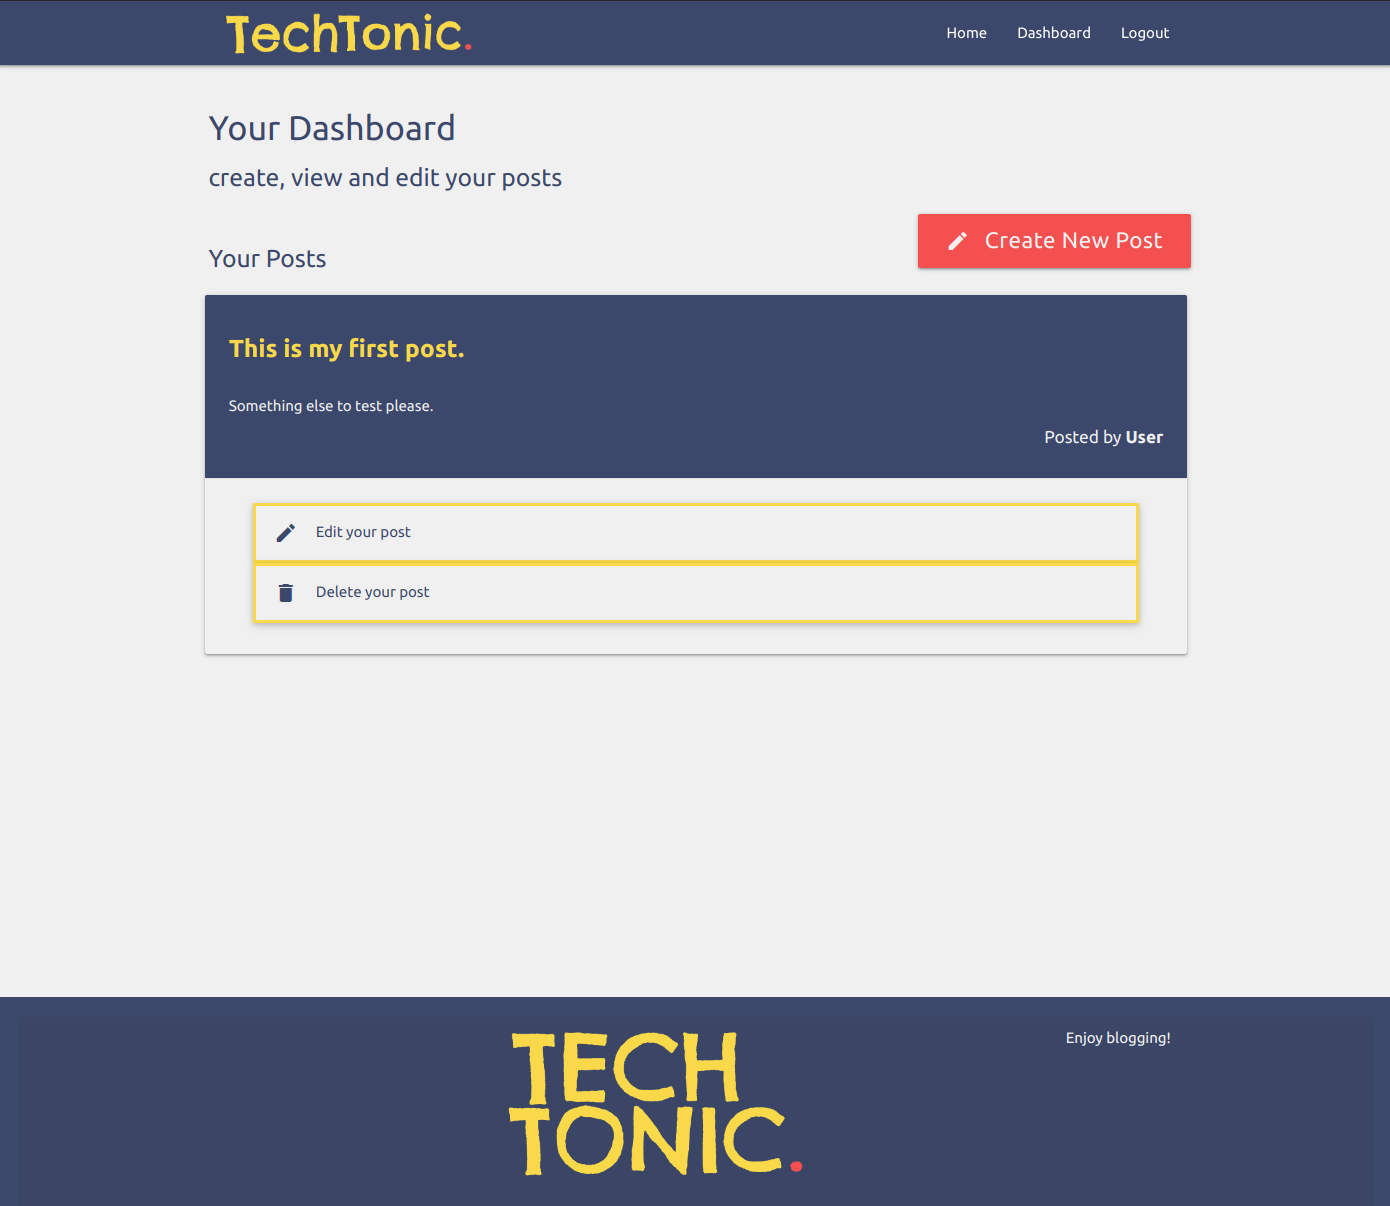 TechTonic.
Home Dashboard Logout
Your Dashboard
create, view and edit your posts
Create New Post
Your Posts
This is my first post.
Something else to test please.
Posted by User
Edit your post
Delete your post
TECH
TONIC.
Enjoy blogging!